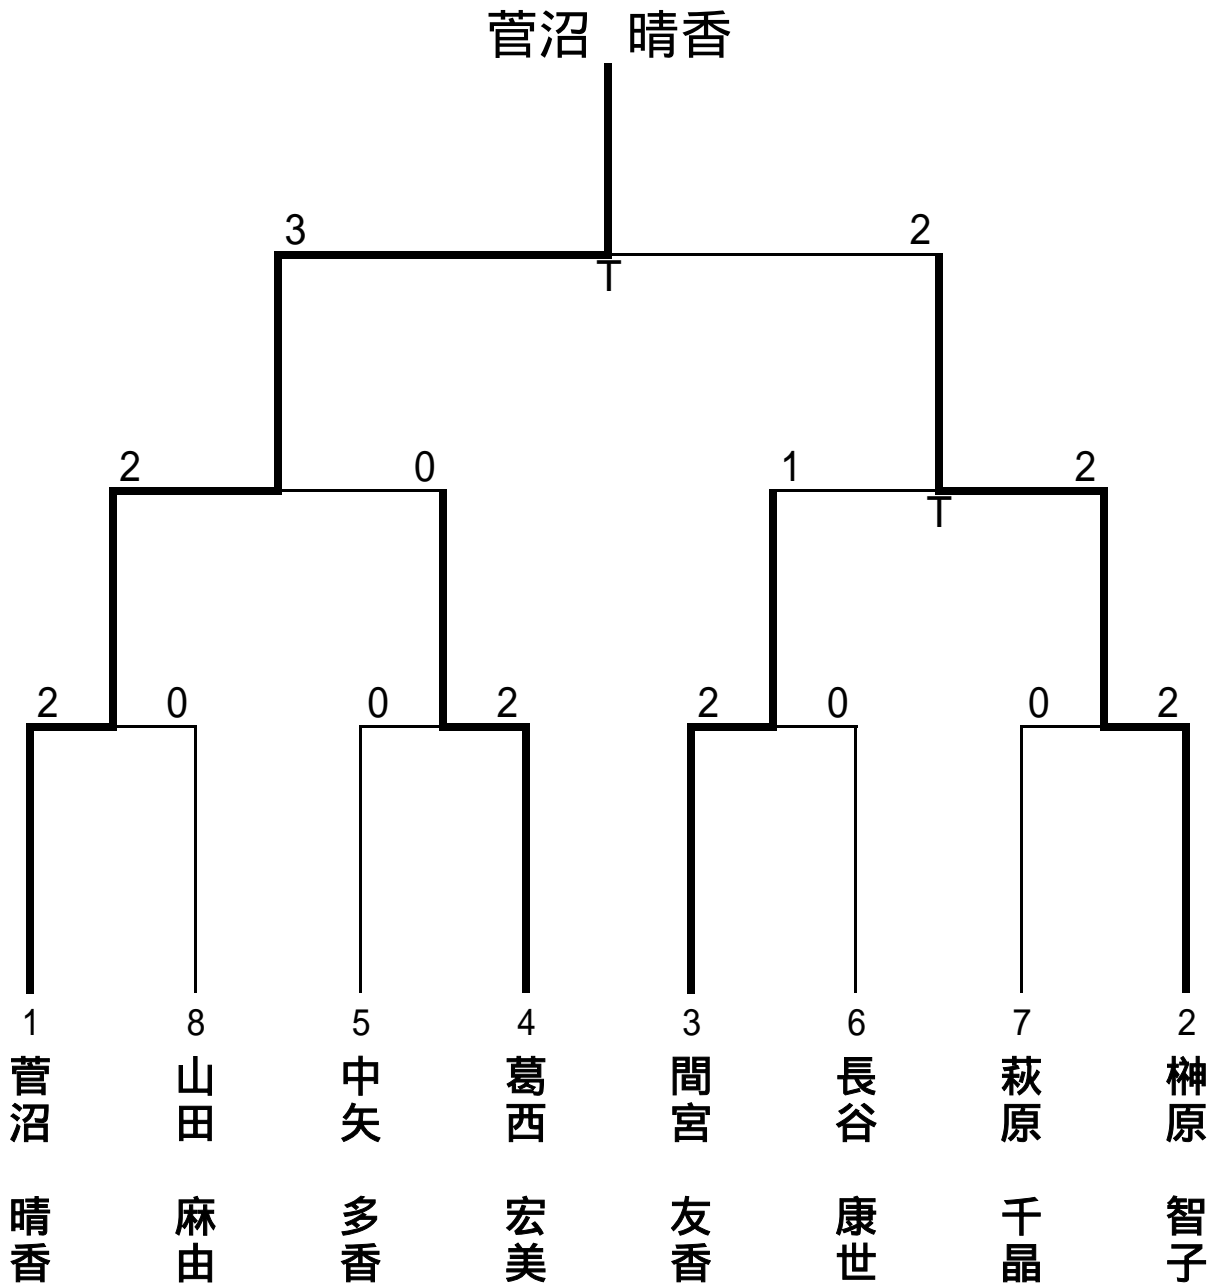 菅沼 晴香
3 2
T
2 0 1 2
T
2 0 0 2 2 0 0 2
1 8 5 4 3 6 7 2
菅沼 晴香
山田 麻由
中矢 多香
葛西 宏美
間宮 友香
長谷 康世
萩原 千晶
榊原 智子